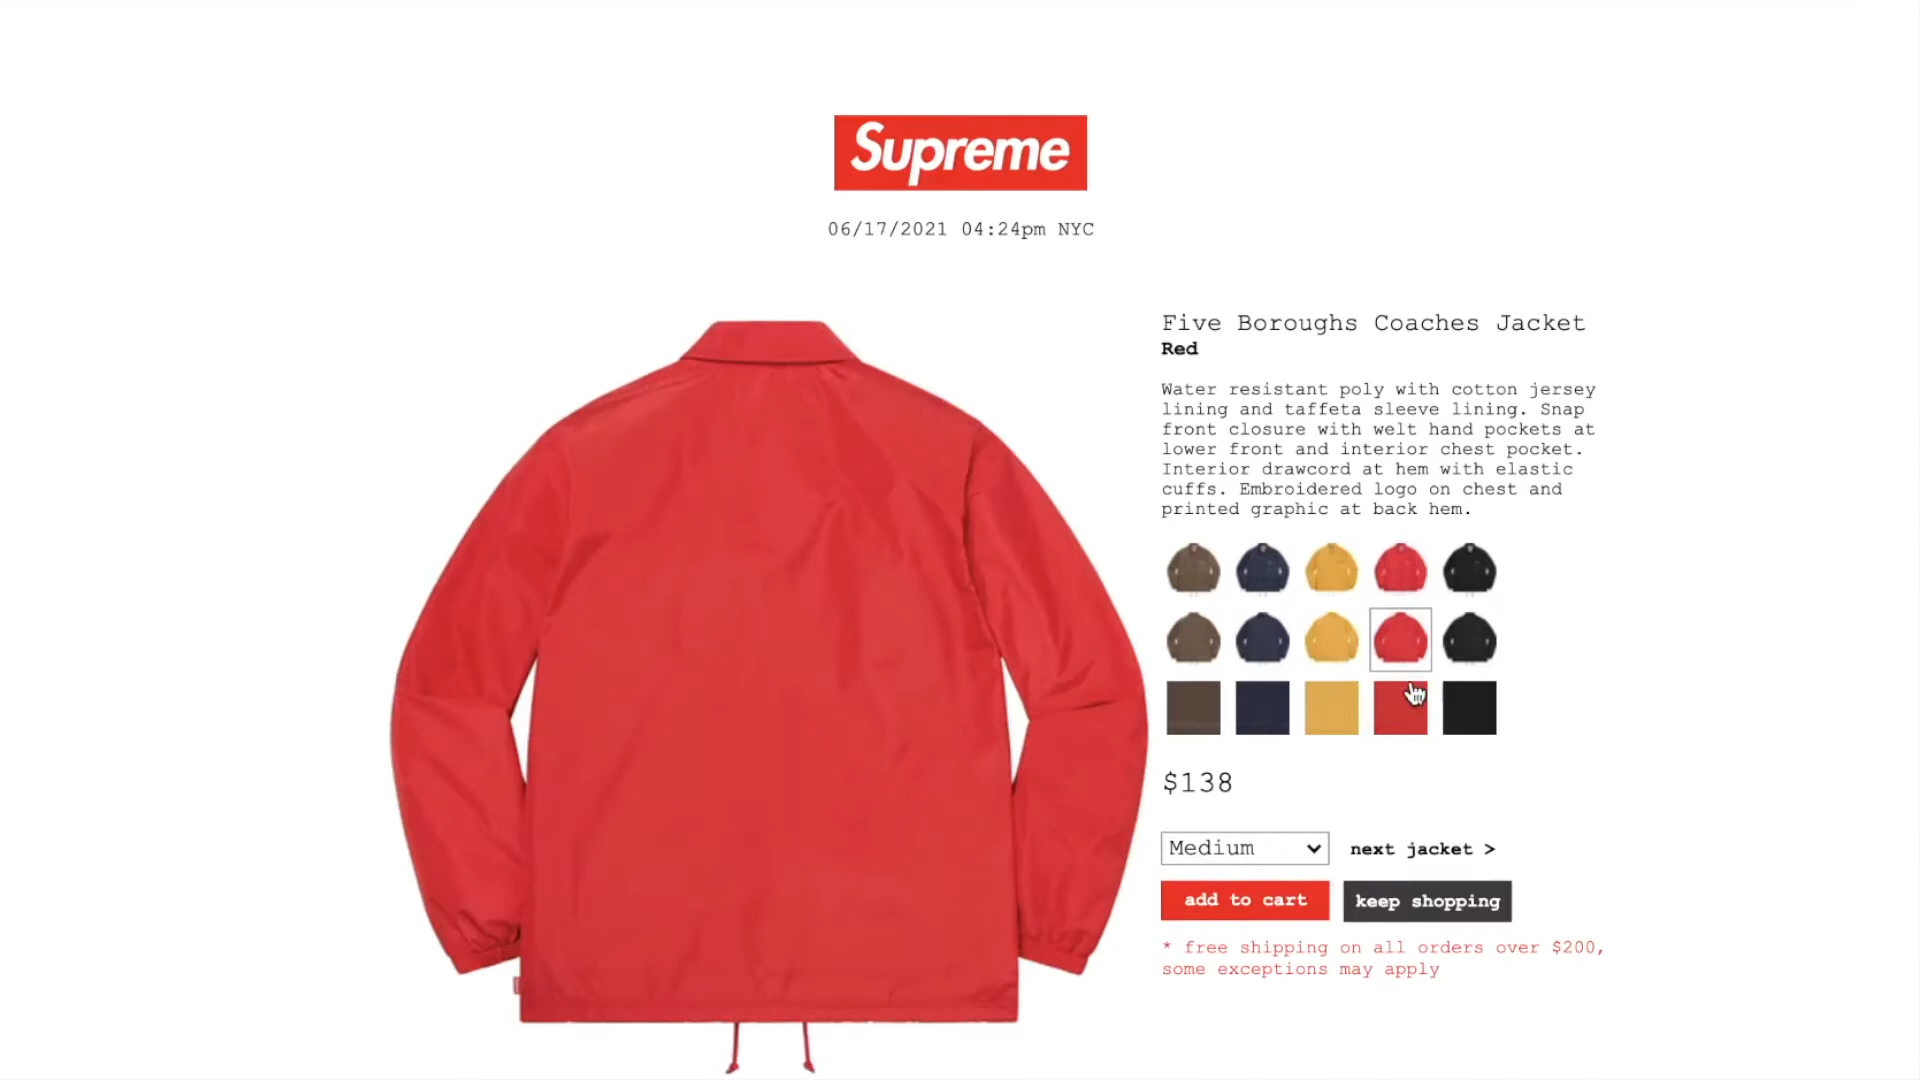 Supreme
06/17/2021 04:24pm NYC
Five Boroughs Coaches Jacket
Red
Water resistant poly with cotton jersey
lining and taffeta sleeve lining. Snap
front closure with welt hand pockets at
lower front and interior chest pocket.
Interior drawcord at hem with elastic
cuffs. Embroidered logo on chest and
printed graphic at back hem.
$138
Medium
next jacket >
add to cart
keep shopping
* free shipping on all orders over $200,
some exceptions may apply